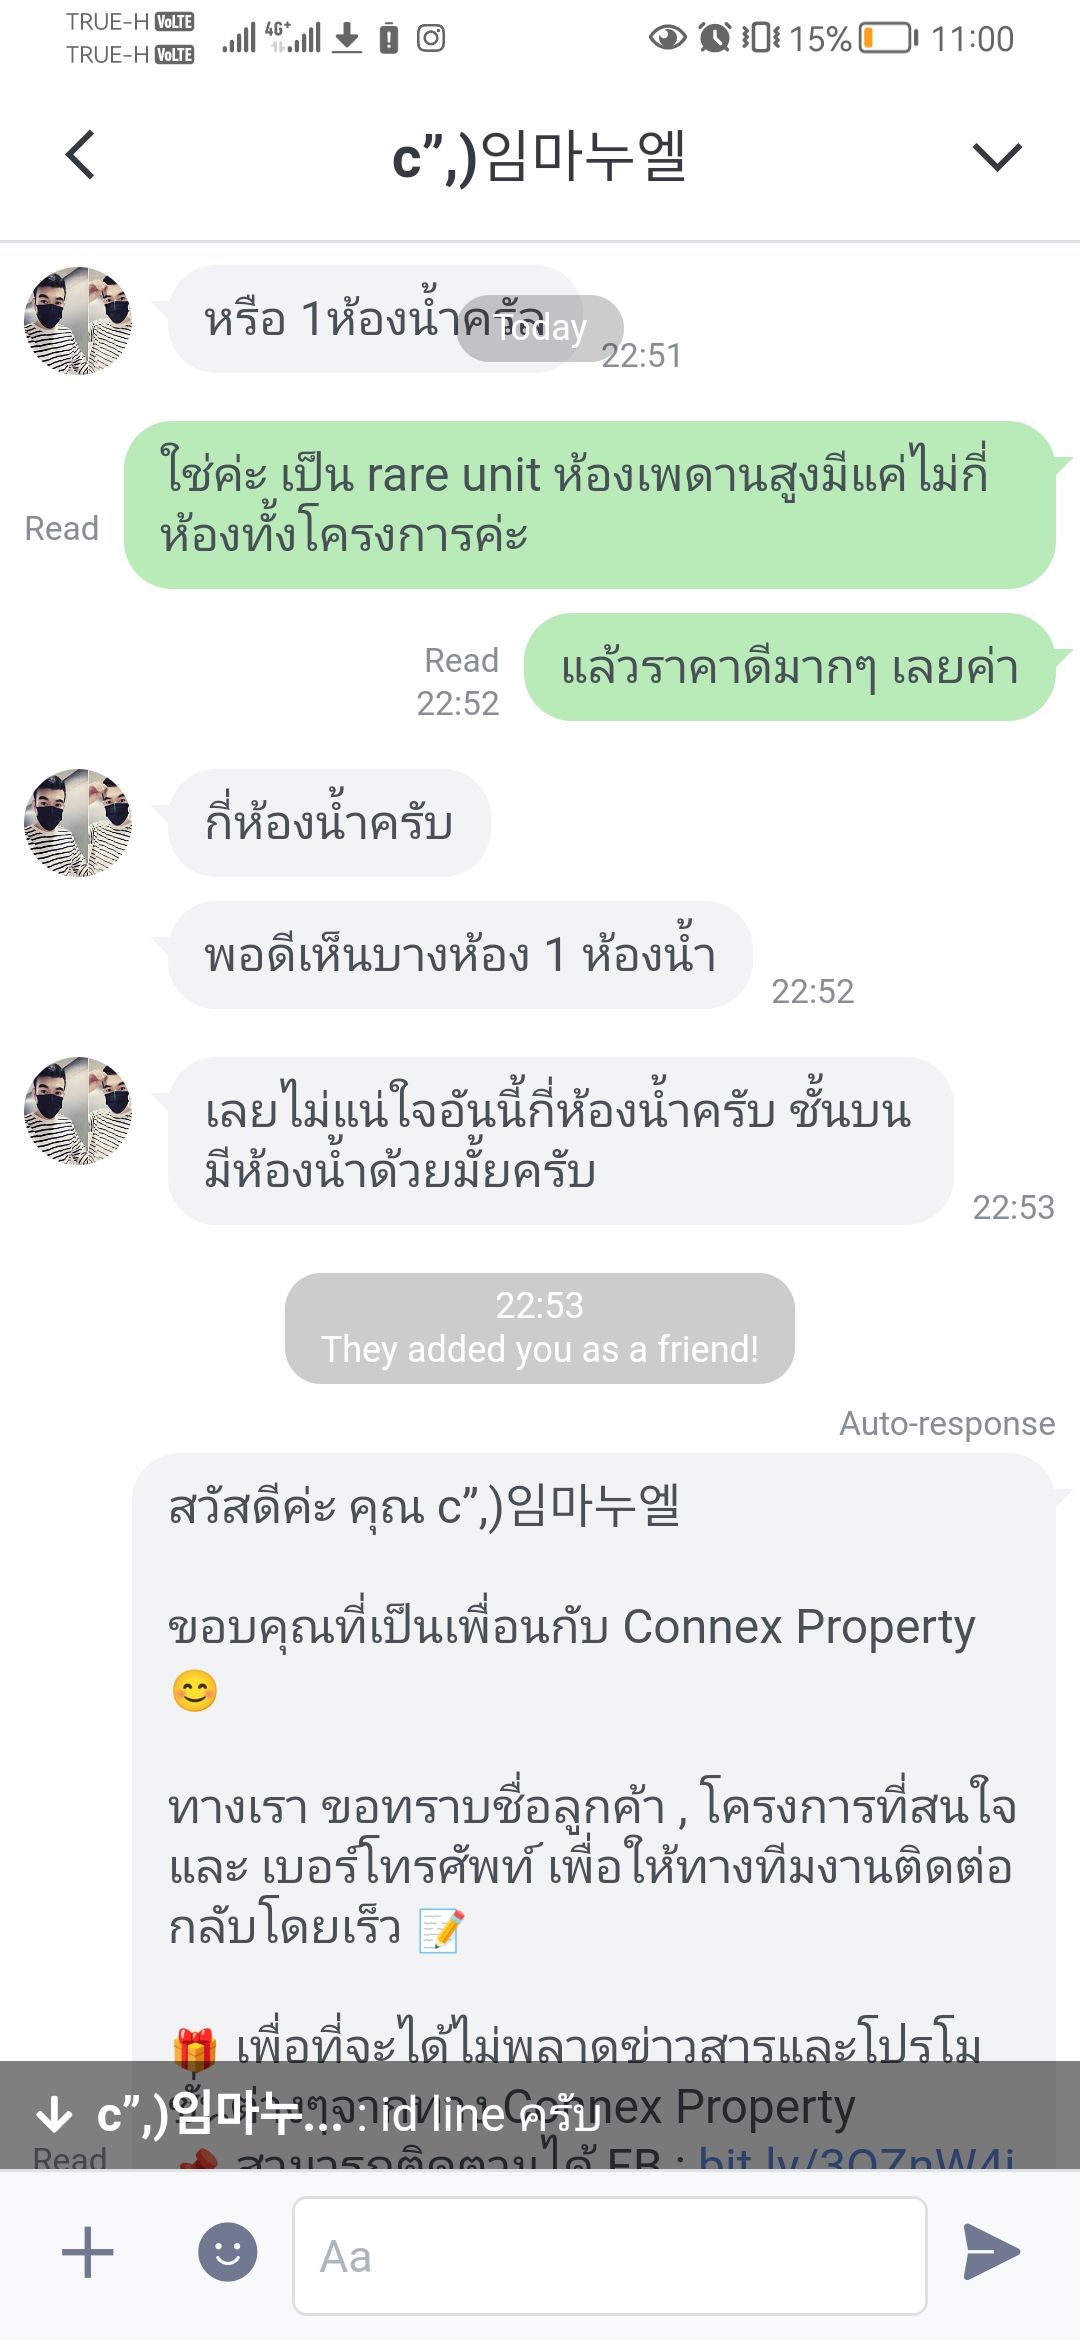 TRUE-H VoLTE
TRUE-H VoLTE
4G+
15%
11:00
c”,)임마누엘
หรือ 1ห้องน้ำครับ
Today
22:51
ใช่ค่ะ เป็น rare unit ห้องเพดานสูงมีแค่ไม่กี่
ห้องทั้งโครงการค่ะ
Read
แล้วราคาดีมากๆ เลยค่า
Read
22:52
กี่ห้องน้ำครับ
พอดีเห็นบางห้อง 1 ห้องน้ำ
22:52
เลยไม่แน่ใจอันนี้กี่ห้องน้ำครับ ชั้นบน
มีห้องน้ำด้วยมั้ยครับ
22:53
22:53
They added you as a friend!
Auto-response
สวัสดีค่ะ คุณ c”,)임마누엘
ขอบคุณที่เป็นเพื่อนกับ Connex Property
😊
ทางเรา ขอทราบชื่อลูกค้า , โครงการที่สนใจ
และ เบอร์โทรศัพท์ เพื่อให้ทางทีมงานติดต่อ
กลับโดยเร็ว 📝
🎁 เพื่อที่จะได้ไม่พลาดข่าวสารและโปรโม
ชั่นต่างๆจากทาง Connex Property
c”,)임마누... : id line ครับ
Read
📌 สามารถติดตามได้ FB : bit.ly/3OZnW4i
Aa